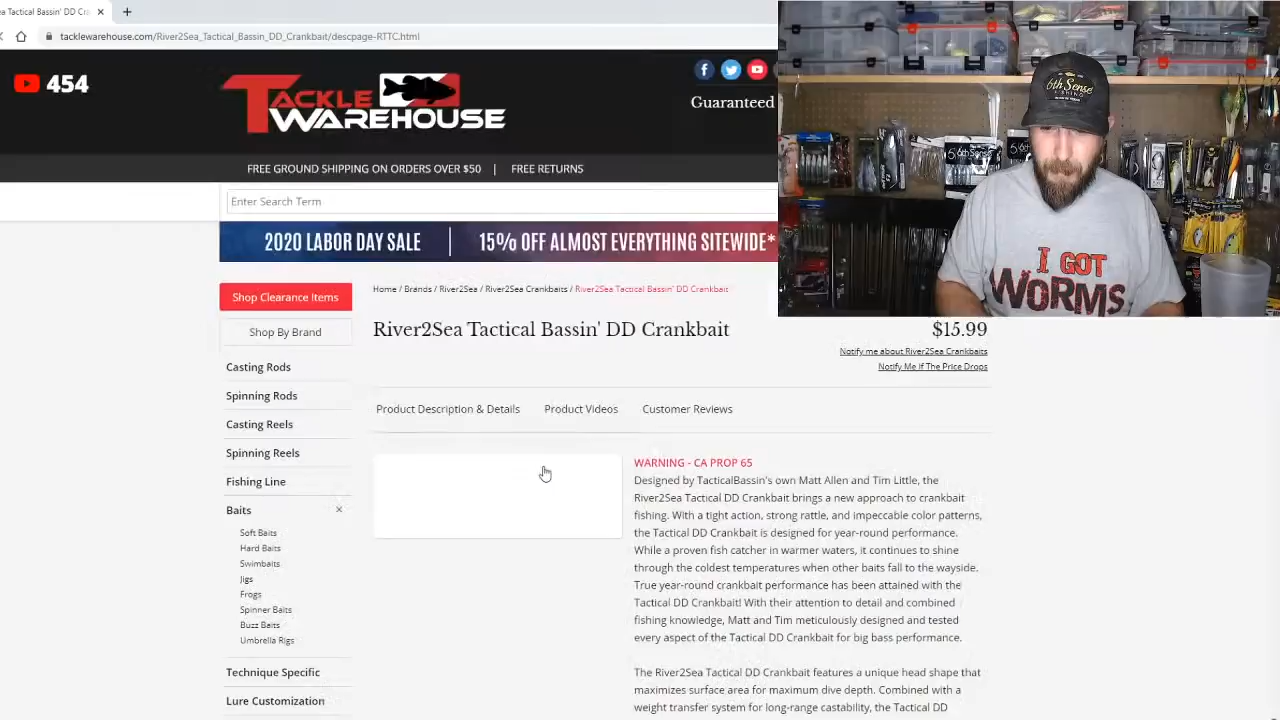 a Tactical Bassin' DD Cra
tacklewarehouse.com/River2Sea_Tactical_Bassin_DD_Crankbait/descpage-RTTC.html
454
TACKLE
WAREHOUSE
Guaranteed
FREE GROUND SHIPPING ON ORDERS OVER $50 | FREE RETURNS
Enter Search Term
2020 LABOR DAY SALE | 15% OFF ALMOST EVERYTHING SITEWIDE*
6th Sense
I GOT
WORMS
Shop Clearance Items
Shop By Brand
Casting Rods
Spinning Rods
Casting Reels
Spinning Reels
Fishing Line
Baits
Soft Baits
Hard Baits
Swimbaits
Jigs
Frogs
Spinner Baits
Buzz Baits
Umbrella Rigs
Technique Specific
Lure Customization
Home / Brands / River2Sea / River2Sea Crankbaits / River2Sea Tactical Bassin' DD Crankbait
River2Sea Tactical Bassin' DD Crankbait
$15.99
Notify me about River2Sea Crankbaits
Notify Me If The Price Drops
Product Description & Details
Product Videos
Customer Reviews
WARNING - CA PROP 65
Designed by TacticalBassin's own Matt Allen and Tim Little, the
River2Sea Tactical DD Crankbait brings a new approach to crankbait
fishing. With a tight action, strong rattle, and impeccable color patterns,
the Tactical DD Crankbait is designed for year-round performance.
While a proven fish catcher in warmer waters, it continues to shine
through the coldest temperatures when other baits fall to the wayside.
True year-round crankbait performance has been attained with the
Tactical DD Crankbait! With their attention to detail and combined
fishing knowledge, Matt and Tim meticulously designed and tested
every aspect of the Tactical DD Crankbait for big bass performance.
The River2Sea Tactical DD Crankbait features a unique head shape that
maximizes surface area for maximum dive depth. Combined with a
weight transfer system for long-range castability, the Tactical DD